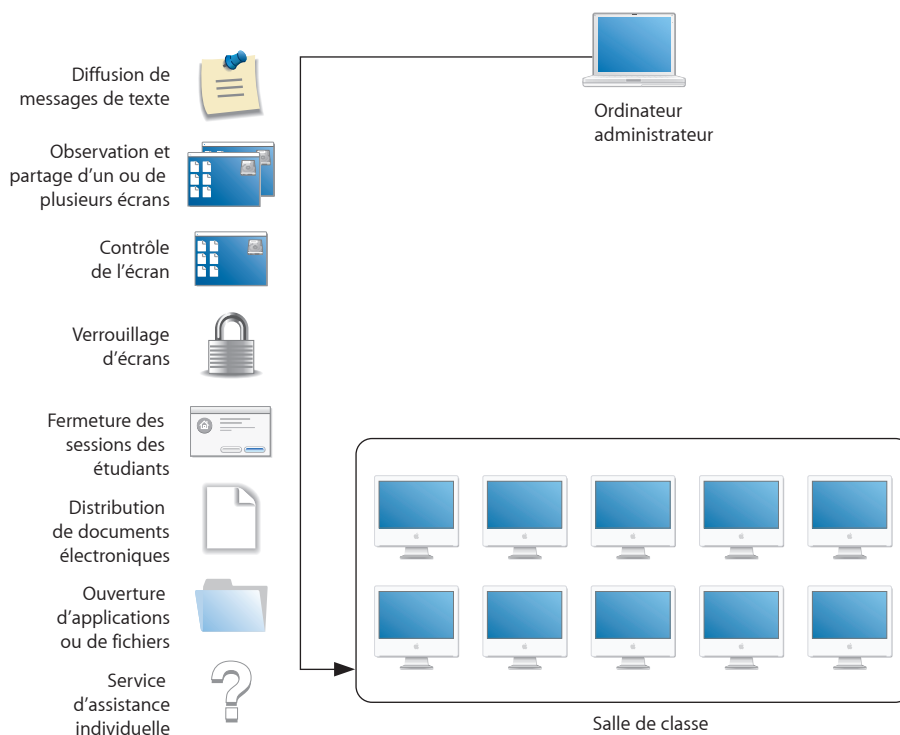 Diffusion de
messages de texte
Observation et
partage d'un ou de
plusieurs écrans
Contrôle
de l'écran
Verrouillage
d'écrans
Fermeture des
sessions des
étudiants
Distribution
de documents
électroniques
Ouverture
d'applications
ou de fichiers
Service
d'assistance
individuelle
Ordinateur
administrateur
Salle de classe